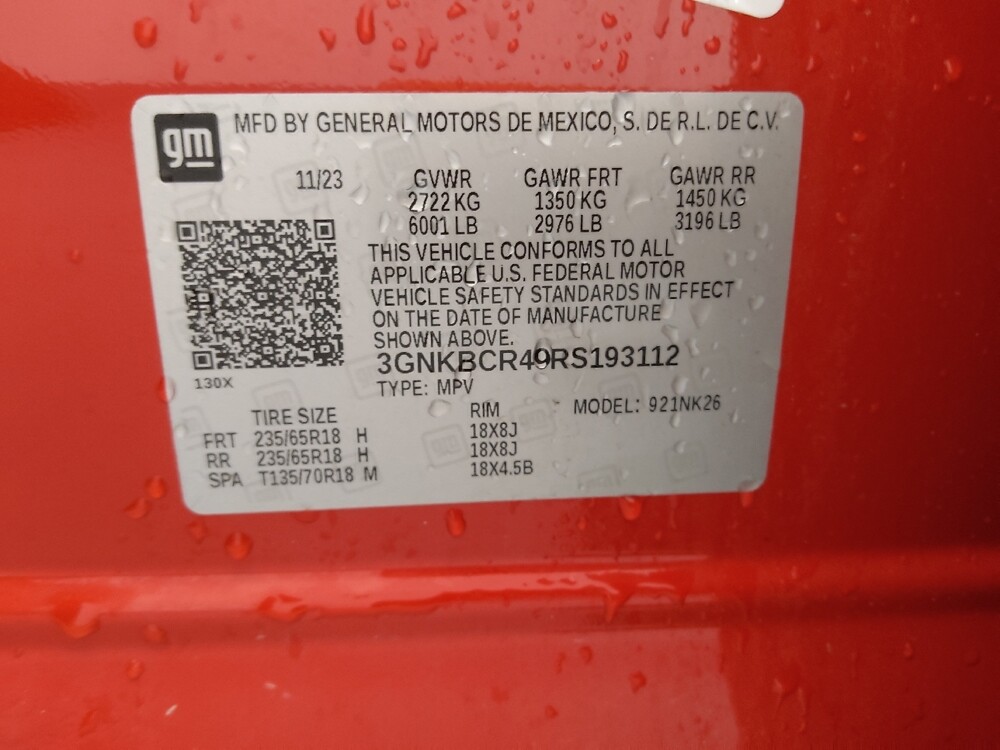 gm MFD BY GENERAL MOTORS DE MEXICO, S. DE R.L. DE C.V.
11/23 GVWR GAWR FRT GAWR RR
2722 KG 1350 KG 1450 KG
6001 LB 2976 LB 3196 LB
THIS VEHICLE CONFORMS TO ALL
APPLICABLE U.S. FEDERAL MOTOR
VEHICLE SAFETY STANDARDS IN EFFECT
ON THE DATE OF MANUFACTURE
SHOWN ABOVE.
3GNKBCR49RS193112
130X
TYPE: MPV
TIRE SIZE RIM MODEL: 921NK26
FRT 235/65R18 H 18X8J
RR 235/65R18 H 18X8J
SPA T135/70R18 M 18X4.5B